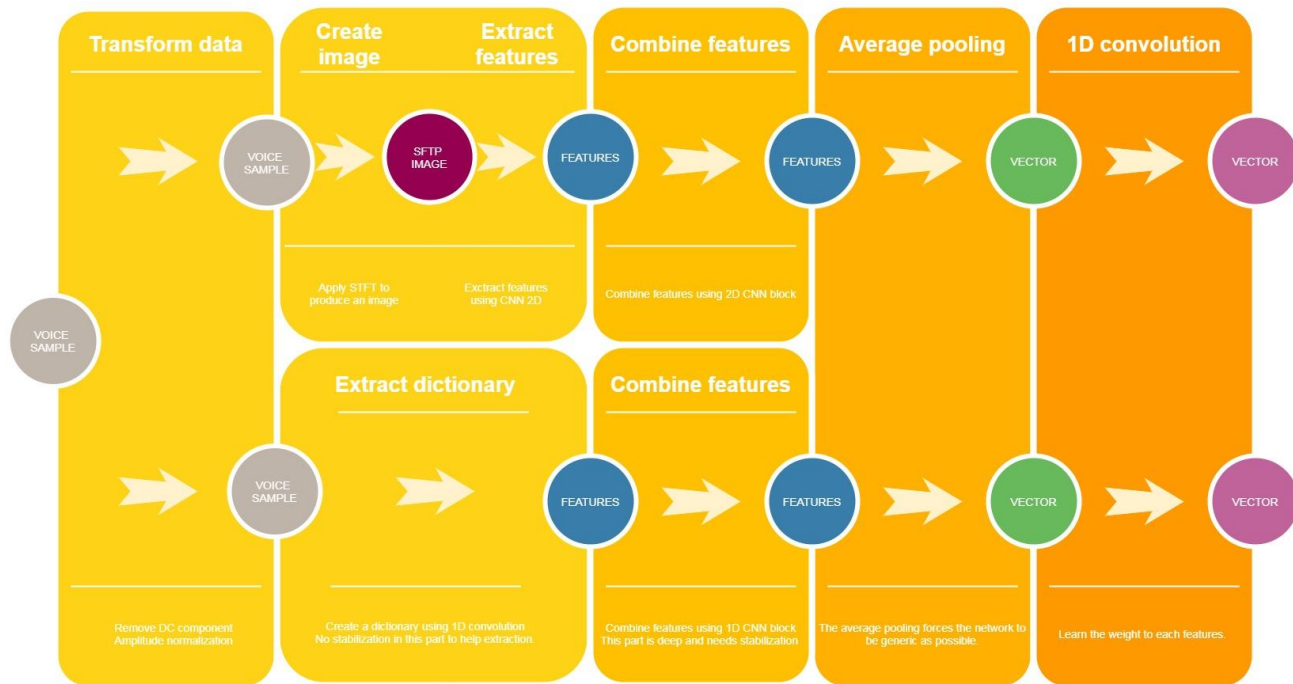 Transform data
Create
image
Extract
features
Combine features
Average pooling
1D convolution
VOICE
SAMPLE
SFTP
IMAGE
FEATURES
FEATURES
VECTOR
VECTOR
Apply STFT to
produce an image
Exctract features
using CNN 2D
Combine features using 2D CNN block
VOICE
SAMPLE
Extract dictionary
Combine features
VOICE
SAMPLE
FEATURES
FEATURES
VECTOR
VECTOR
Remove DC component
Amplitude normalization
Create a dictionary using 1D convolution
No stabilization in this part to help extraction.
Combine features using 1D CNN block
This part is deep and needs stabilization
The average pooling forces the network to
be generic as possible.
Learn the weight to each features.